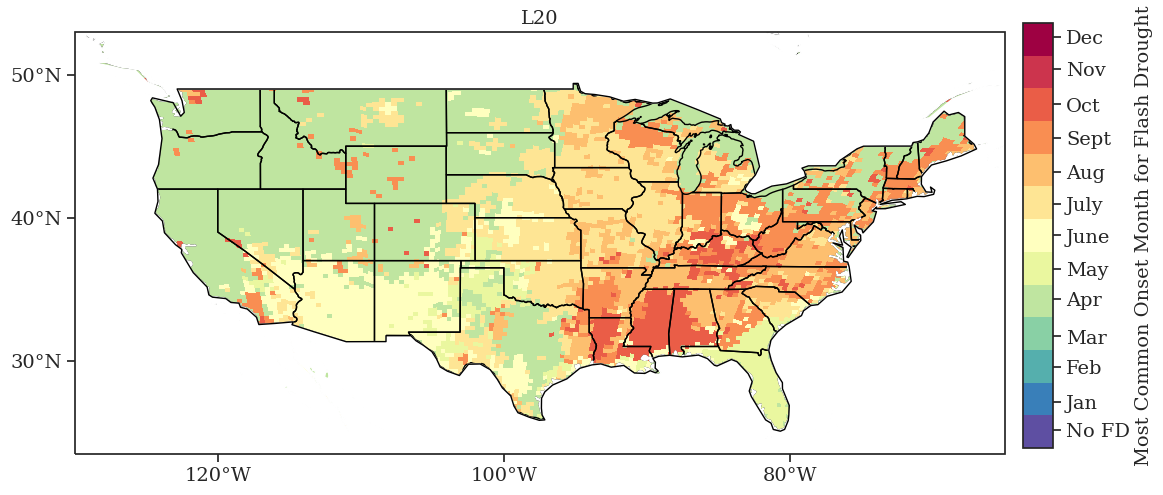 L20
50°N
40°N
30°N
120°W
100°W
80°W
Dec
Nov
Oct
Sept
Aug
July
June
May
Apr
Mar
Feb
Jan
No FD
Most Common Onset Month for Flash Drought